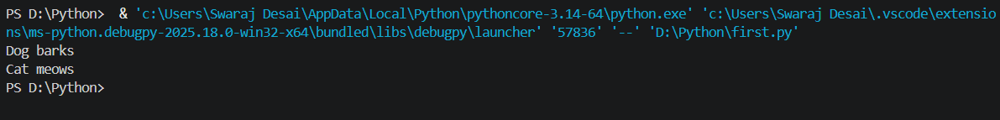 PS D:\Python>  & 'c:\Users\Swaraj Desai\AppData\Local\Python\pythoncore-3.14-64\python.exe' 'c:\Users\Swaraj Desai\.vscode\extensio
ns\ms-python.debugpy-2025.18.0-win32-x64\bundled\libs\debugpy\launcher' '57836' '--' 'D:\Python\first.py'
Dog barks
Cat meows
PS D:\Python>